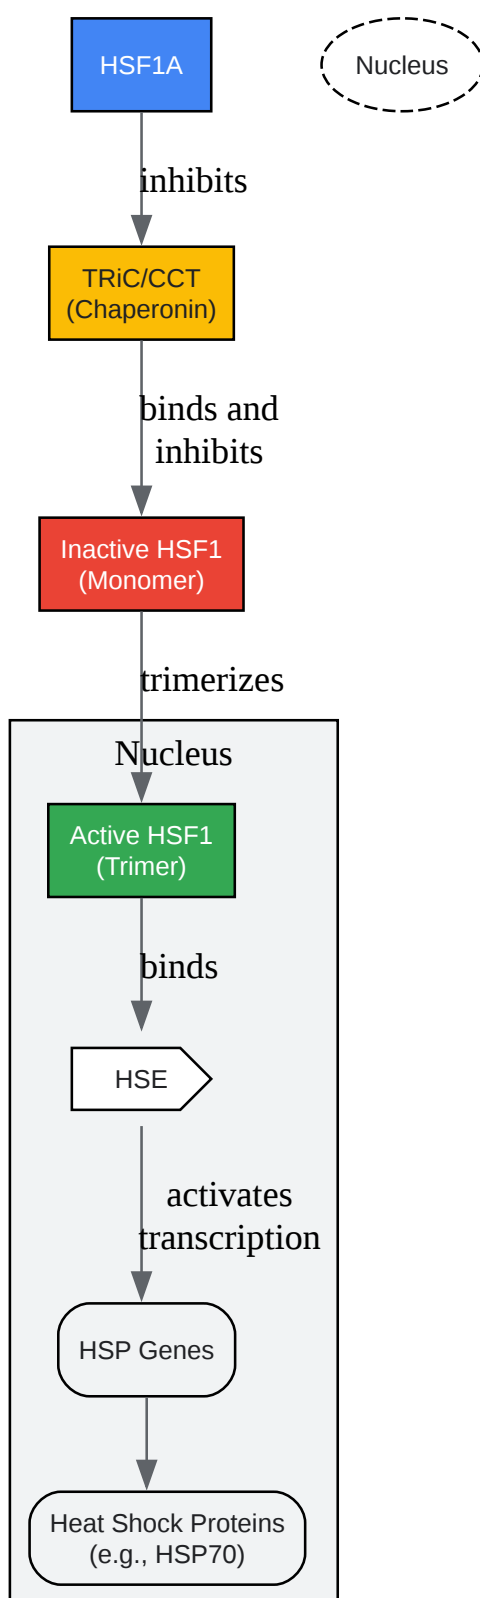 HSF1A
Nucleus
inhibits
TRiC/CCT
(Chaperonin)
binds and
inhibits
Inactive HSF1
(Monomer)
trimerizes
Nucleus
Active HSF1
(Trimer)
binds
HSE
activates
transcription
HSP Genes
Heat Shock Proteins
(e.g., HSP70)